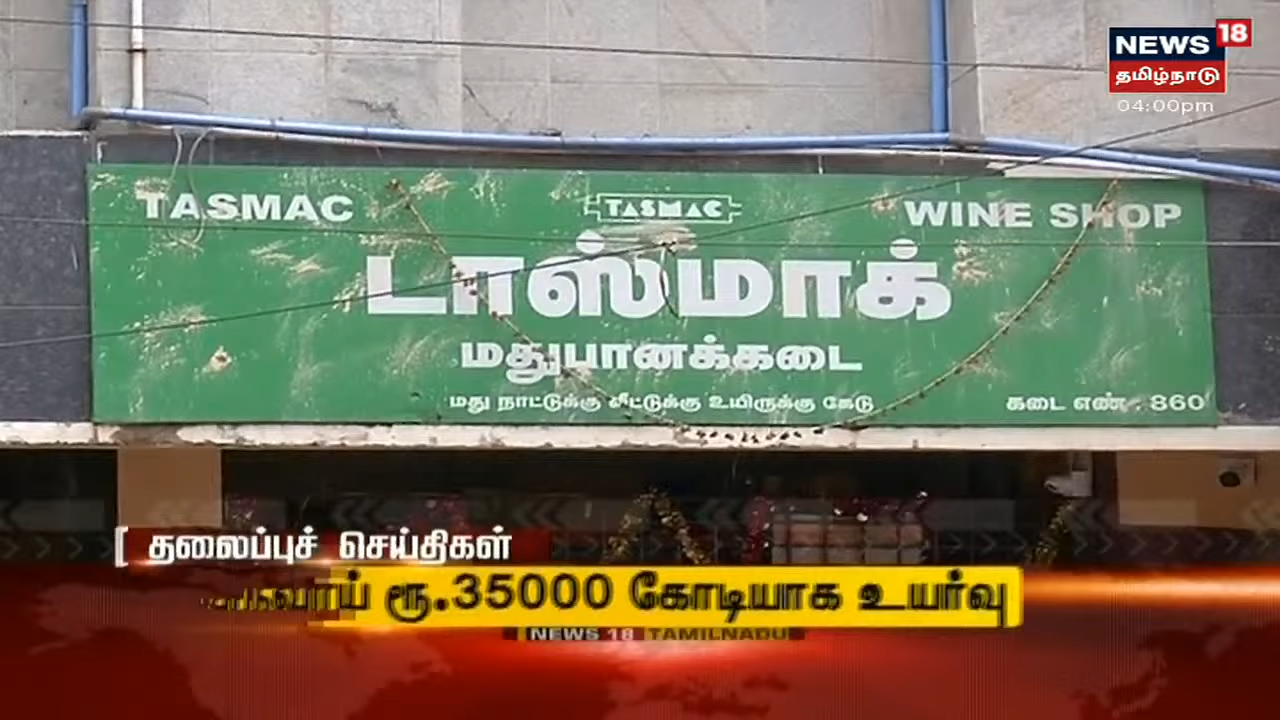 NEWS 18
தமிழ்நாடு
04:00pm
TASMAC
TASMAC
WINE SHOP
டாஸ்மாக்
மதுபானக்கடை
மது நாட்டுக்கு வீட்டுக்கு உயிருக்கு கேடு
கடை எண் : 860
தலைப்புச் செய்திகள்
ரூ.35000 கோடியாக உயர்வு
NEWS 18 TAMILNADU